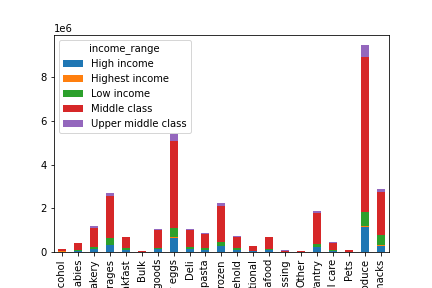 1e6
income_range
High income
Highest income
Low income
Middle class
Upper middle class
8
6
4
2
0
cohol
abies
akery
rages
kfast
Bulk
goods
eggs
Deli
pasta
rozen
ehold
tional
afood
ssing
Other
antry
l care
Pets
oduce
nacks